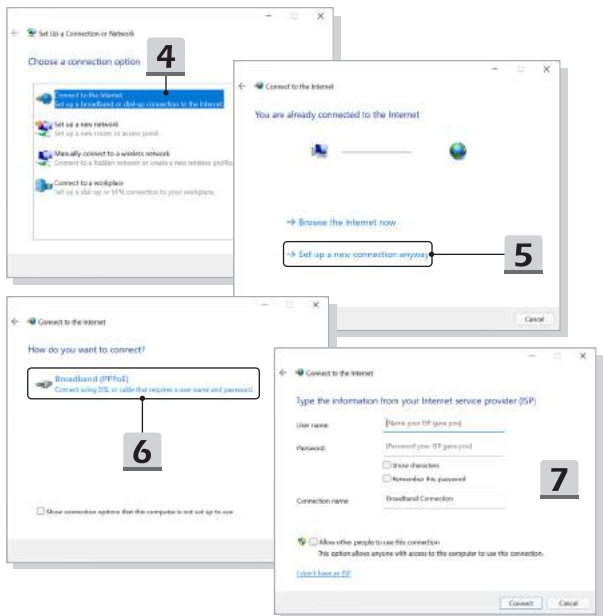 Set Up a Connection or Network
Choose a connection option
4
Connect to the Internet
Set up a broadband or dial-up connection to the Internet.
Set up a new network
Set up a new router or access point.
Manually connect to a wireless network
Connect to a hidden network or create a new wireless profile.
Connect to a workplace
Set up a dial-up or VPN connection to your workplace.
Connect to the Internet
You are already connected to the Internet
Browse the Internet now
Set up a new connection anyway
5
Cancel
Connect to the Internet
How do you want to connect?
Broadband (PPPoE)
Connect using DSL or cable that requires a user name and password.
6
Show connection options that this computer is not set up to use
Connect to the Internet
Type the information from your Internet service provider (ISP)
User name:
[Name your ISP gave you]
Password:
[Password your ISP gave you]
Show characters
Remember this password
7
Connection name:
Broadband Connection
Allow other people to use this connection
This option allows anyone with access to this computer to use this connection.
I don't have an ISP
Connect
Cancel